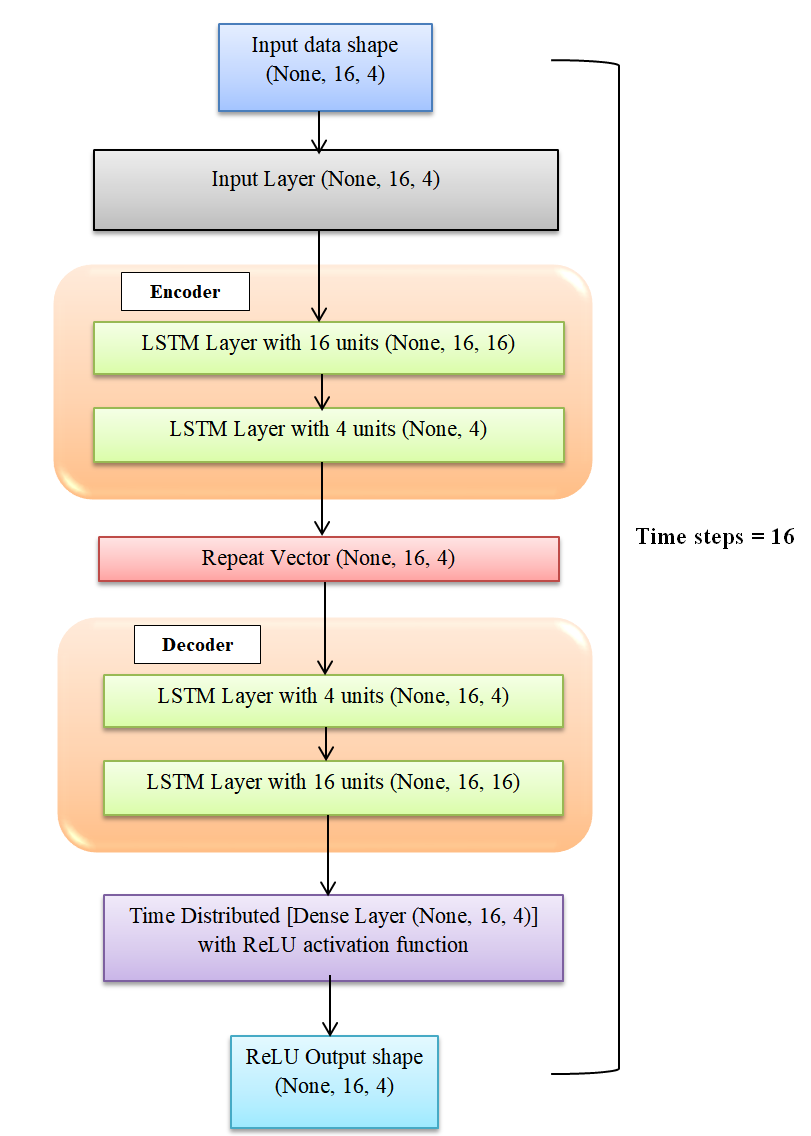 Input data shape
(None, 16, 4)
Input Layer (None, 16, 4)
Encoder
LSTM Layer with 16 units (None, 16, 16)
LSTM Layer with 4 units (None, 4)
Time steps = 16
Repeat Vector (None, 16, 4)
Decoder
LSTM Layer with 4 units (None, 16, 4)
LSTM Layer with 16 units (None, 16, 16)
Time Distributed [Dense Layer (None, 16, 4)]
with ReLU activation function
ReLU Output shape
(None, 16, 4)